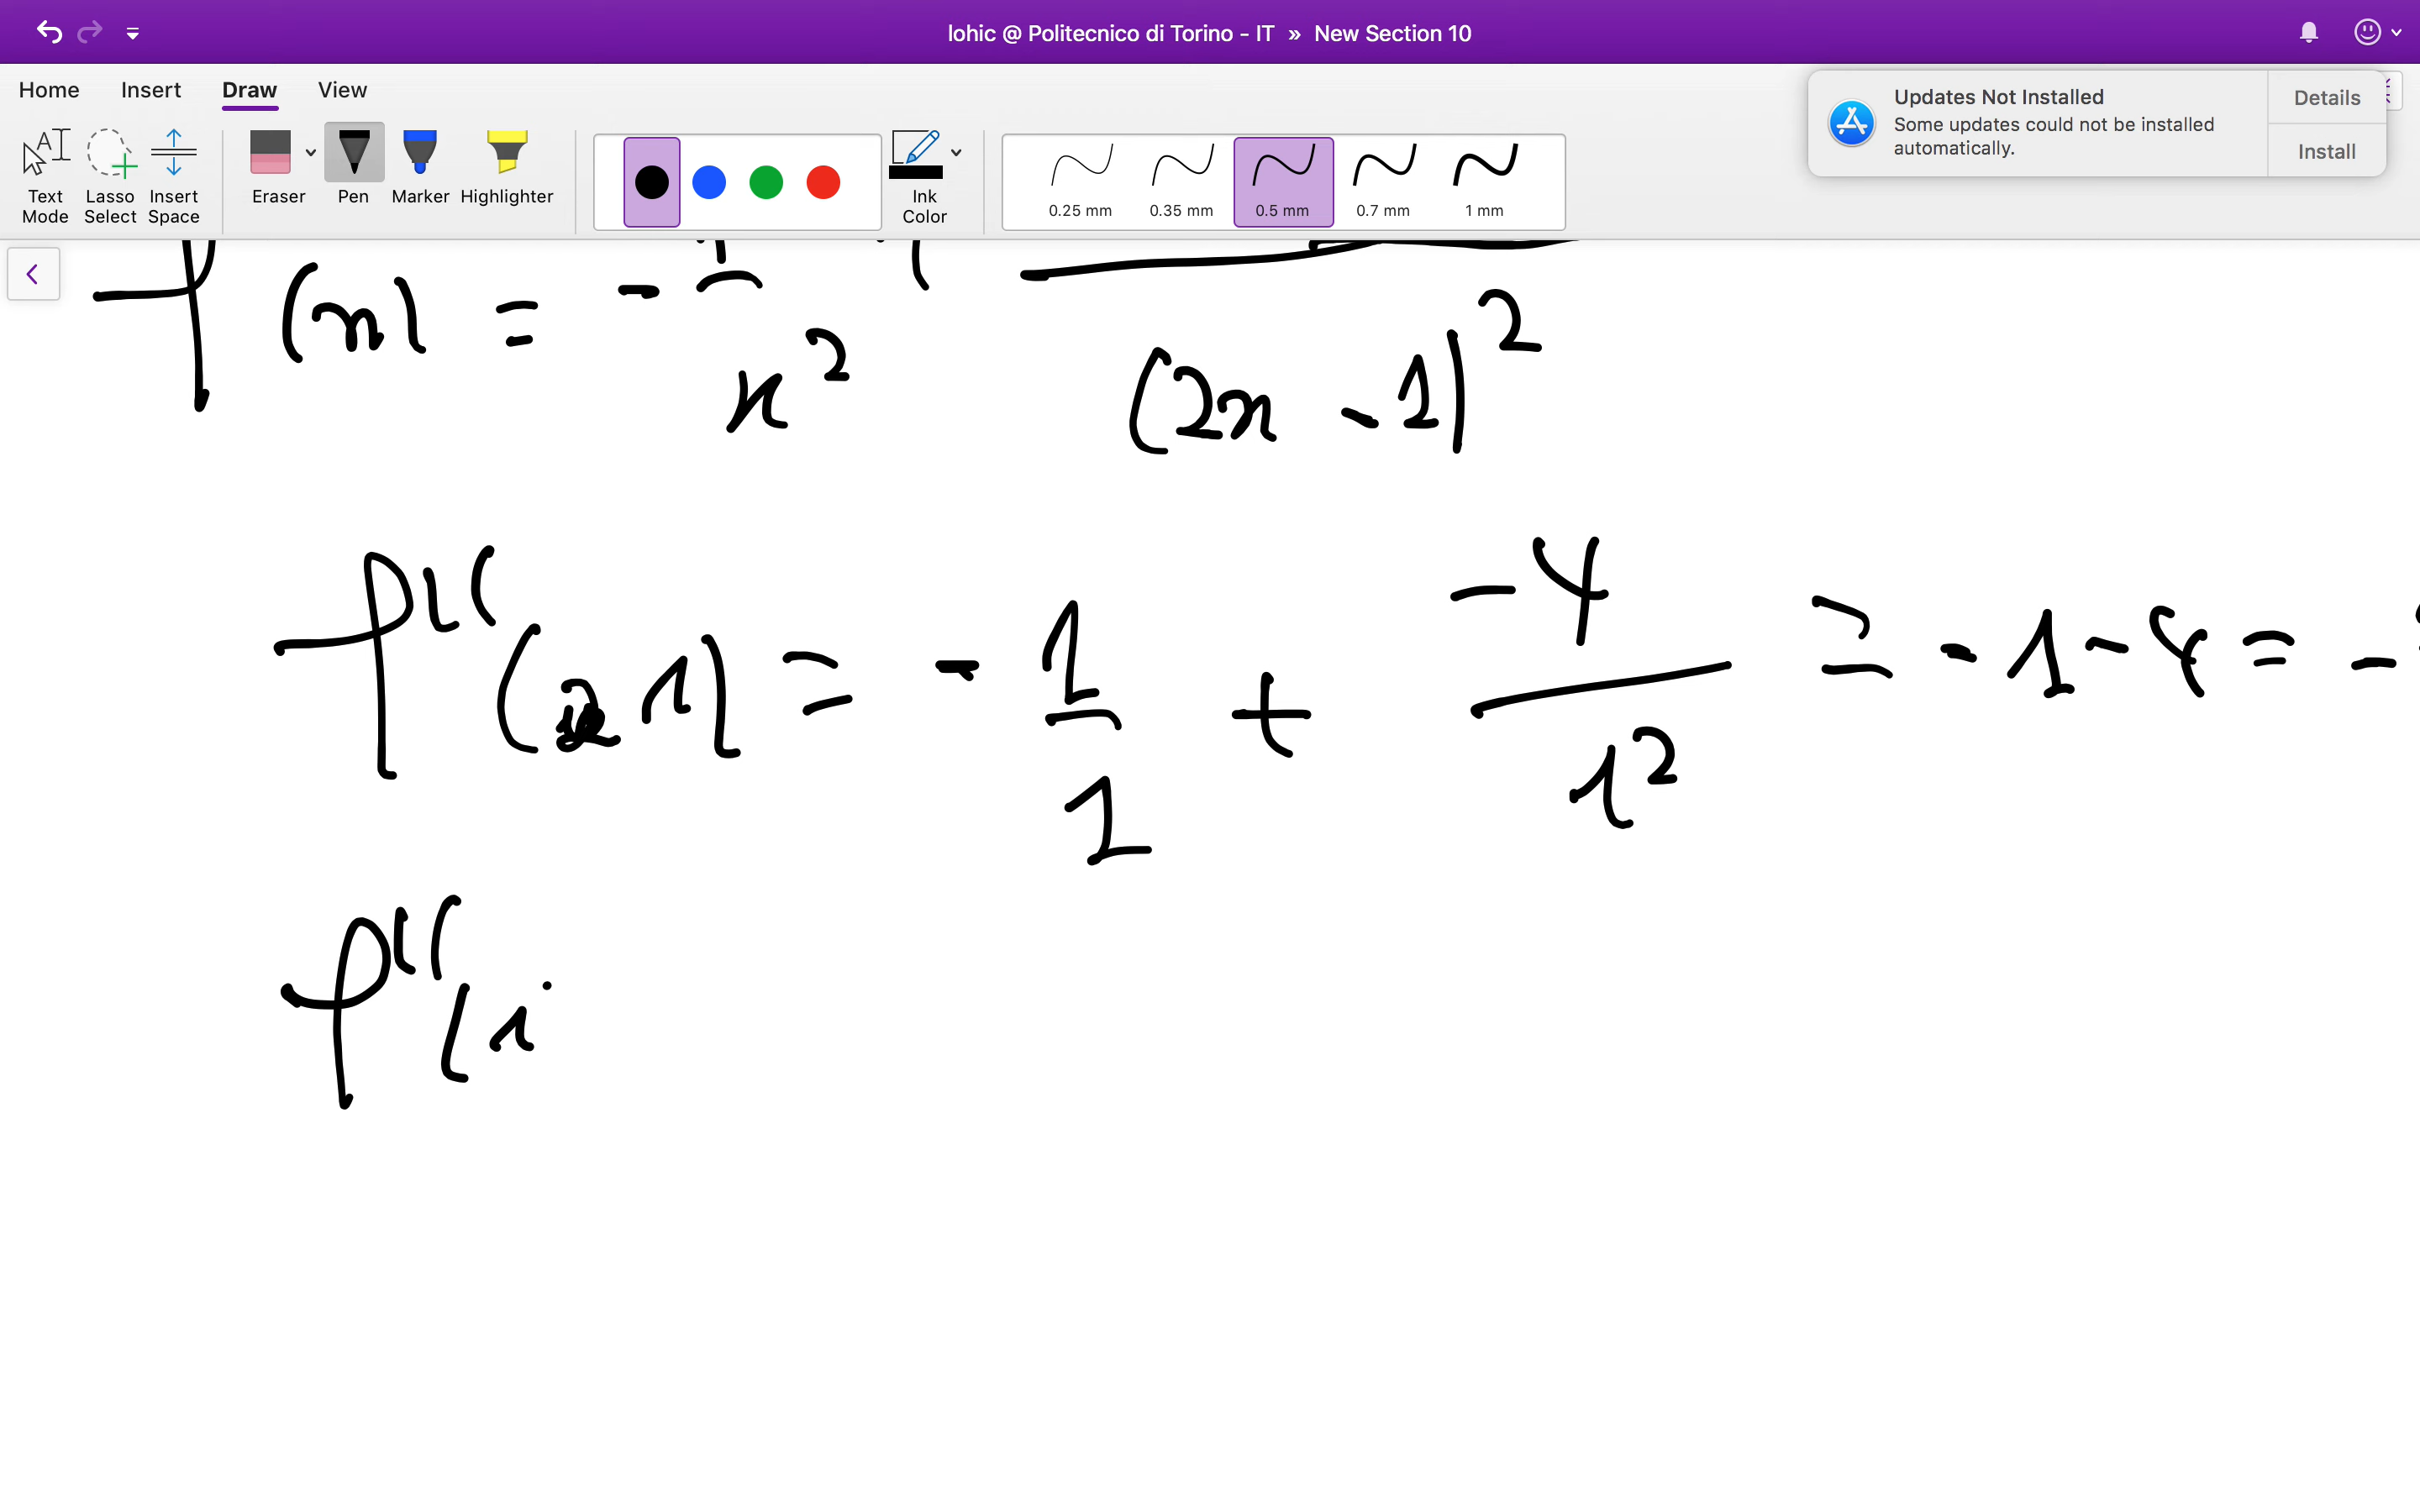 lohic @ Politecnico di Torino - IT » New Section 10
Home Insert Draw View
Updates Not Installed
Some updates could not be installed automatically.
Details
Install
Text Mode Lasso Select Insert Space Eraser Pen Marker Highlighter Ink Color 0.25 mm 0.35 mm 0.5 mm 0.7 mm 1 mm
f (x) = - x² (2x - 1)²
f''( 1) = - 1/1 + -4/1² = -1-4 = -
f''(1